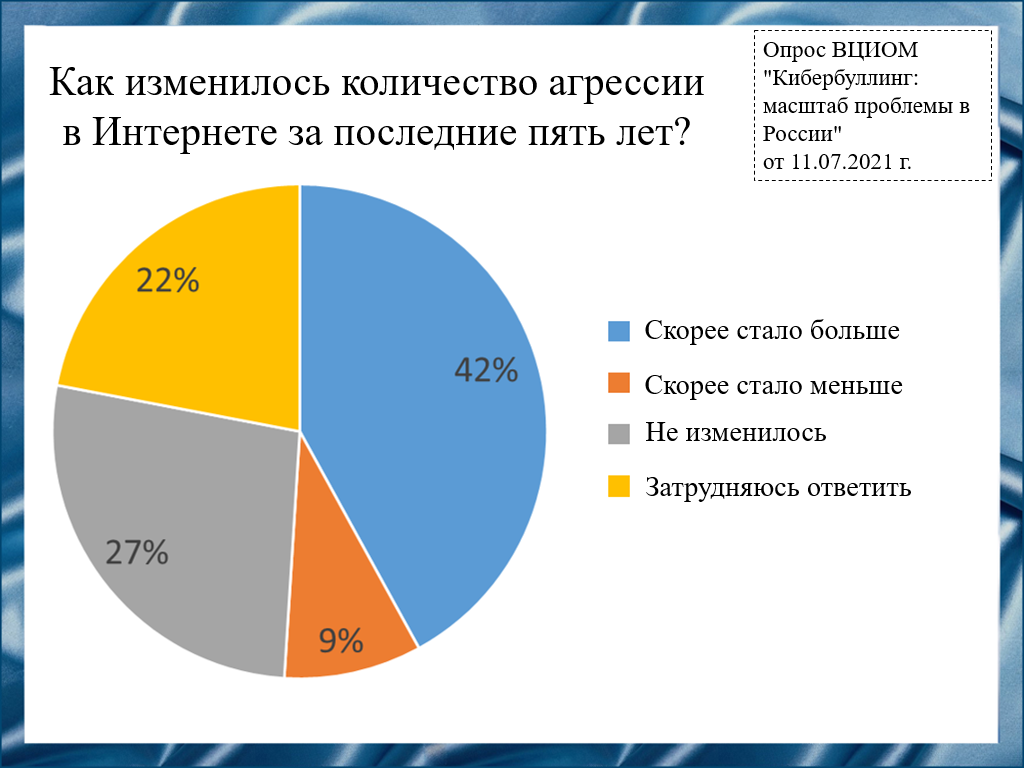 Как изменилось количество агрессии
в Интернете за последние пять лет?
Опрос ВЦИОМ
"Кибербуллинг:
масштаб проблемы в
России"
от 11.07.2021 г.
22%
42%
27%
9%
Скорее стало больше
Скорее стало меньше
Не изменилось
Затрудняюсь ответить